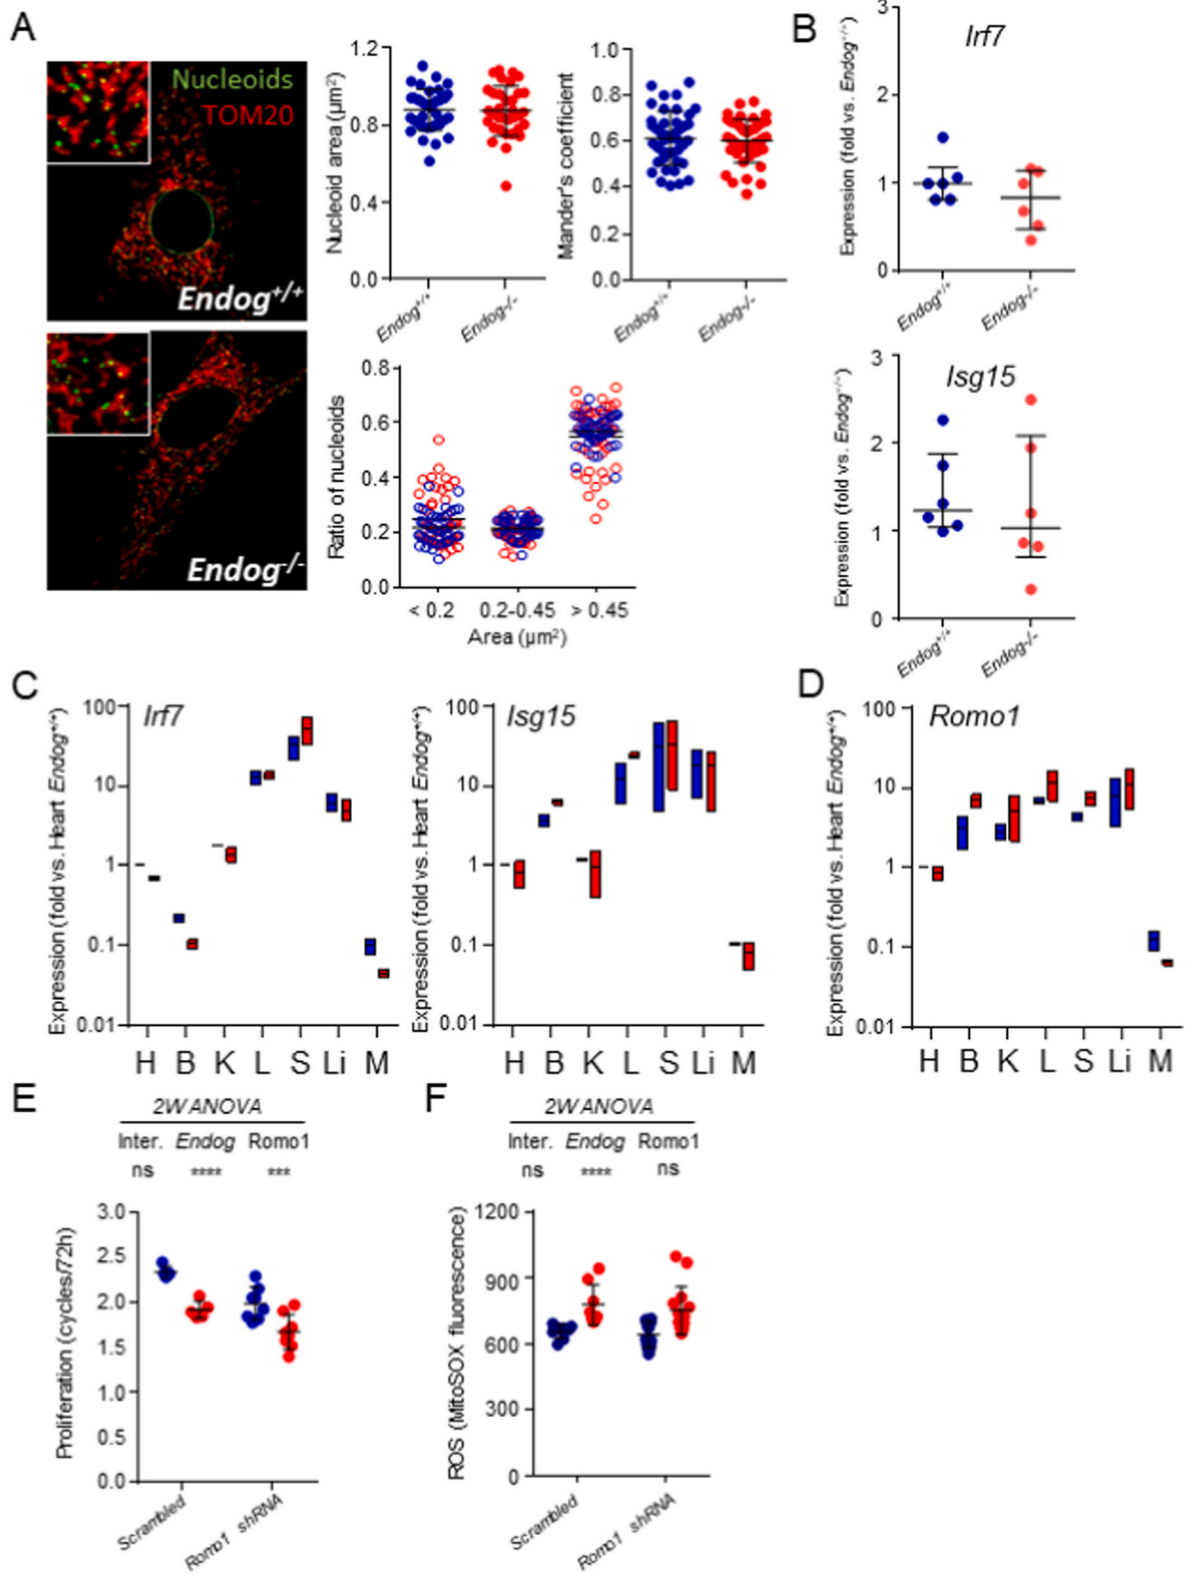 A
Nucleoids
TOM20
Endog+/+
Endog-/-
Nucleoid area (µm²)
1.2
0.8
0.4
0.0
Endog+/+
Endog-/-
Mander's coefficient
1.0
0.8
0.6
0.4
0.2
0.0
Endog+/+
Endog-/-
Ratio of nucleoids
0.8
0.6
0.4
0.2
0.0
< 0.2
0.2-0.45
> 0.45
Area (µm²)
B
Irf7
Expression (fold vs. Endog+/+)
3
2
1
0
Endog+/+
Endog-/-
Isg15
Expression (fold vs. Endog+/+)
3
2
1
0
Endog+/+
Endog-/-
C
Irf7
Expression (fold vs. Heart Endog+/+)
100
10
1
0.1
0.01
H B K L S Li M
Isg15
Expression (fold vs. Heart Endog+/+)
100
10
1
0.1
0.01
H B K L S Li M
D
Romo1
Expression (fold vs. Heart Endog+/+)
100
10
1
0.1
0.01
H B K L S Li M
E
2W ANOVA
Inter. Endog Romo1
ns **** ***
Proliferation (cycles/72h)
3.0
2.5
2.0
1.5
1.0
0.5
0.0
Scrambled
Romo1 shRNA
F
2W ANOVA
Inter. Endog Romo1
ns **** ns
ROS (MitoSOX fluorescence)
1200
900
600
300
0
Scrambled
Romo1 shRNA